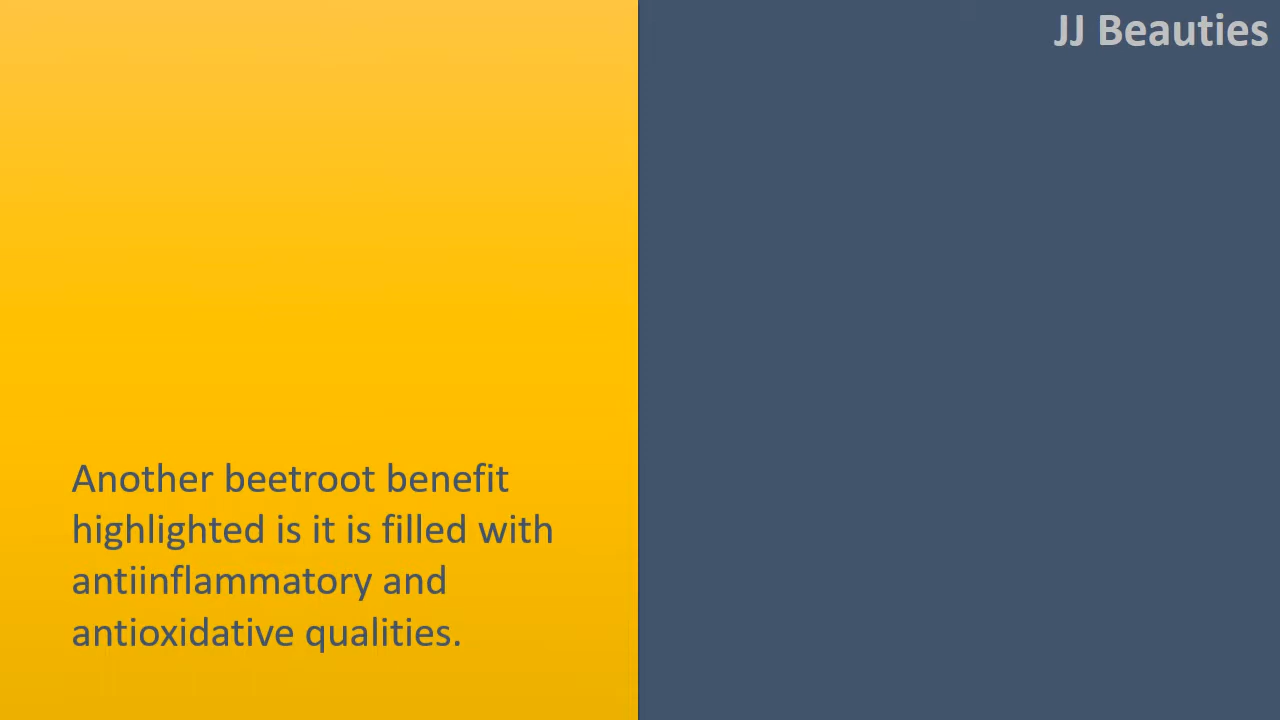 JJ Beauties
Another beetroot benefit
highlighted is it is filled with
antiinflammatory and
antioxidative qualities.